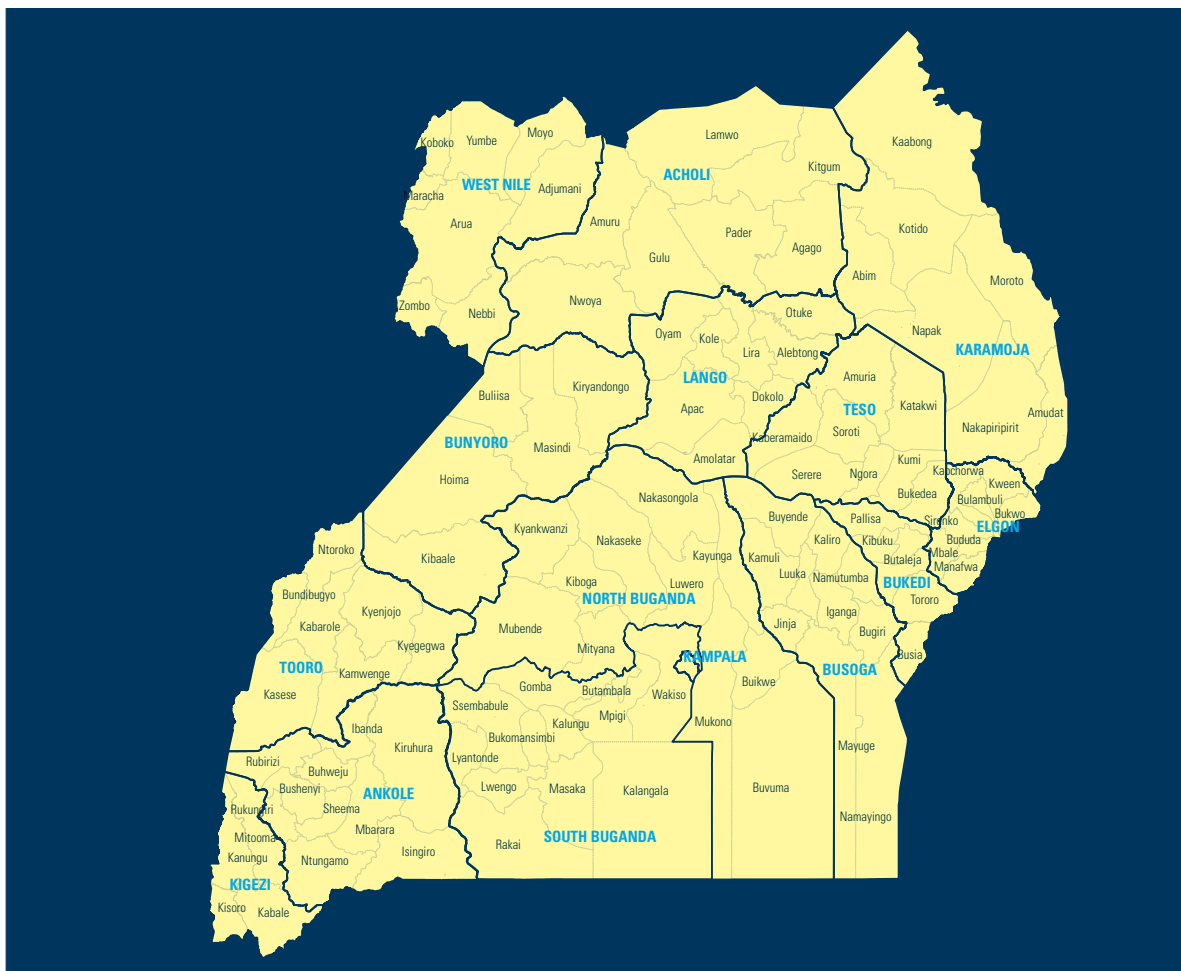 Lamwo
Moyo
Koboko
Yumbe
Kaabong
Kitgum
ACHOLI
WEST NILE
Adjumani
Maracha
Amuru
Arua
Kotido
Pader
Agago
Gulu
Abim
Moroto
Nwoya
Zombo
Nebbi
Otuke
Napak
Oyam
Kole
KARAMOJA
Lira
Alebtong
LANGO
Amuria
Kiryandongo
Buliisa
Dokolo
Katakwi
Apac
TESO
Amudat
Nakapiripirit
Soroti
Kaberamaido
BUNYORO
Masindi
Amolatar
Kumi
Kapchorwa
Serere
Ngora
Hoima
Kween
Bukedea
Nakasongola
Bulambuli
Bukwo
Buyende
Pallisa
Sironko
ELGON
Kyankwanzi
Nakaseke
Kaliro
Kibuku
Bududa
Ntoroko
Mbale
Kayunga
Kamuli
Kibaale
Butaleja
Manafwa
Luuka
Namutumba
Kiboga
Luwero
BUKEDI
Bundibugyo
NORTH BUGANDA
Tororo
Kyenjojo
Iganga
Kabarole
Jinja
Mubende
Bugiri
Kyegegwa
Mityana
KAMPALA
Busia
TOORO
BUSOGA
Kamwenge
Buikwe
Gomba
Butambala
Wakiso
Kasese
Ssembabule
Mpigi
Kalungu
Mukono
Ibanda
Bukomansimbi
Kiruhura
Mayuge
Lyantonde
Rubirizi
Buhweju
Lwengo
Masaka
Kalangala
Buvuma
Bushenyi
ANKOLE
Sheema
Rukungiri
Namayingo
Mbarara
SOUTH BUGANDA
Mitooma
Rakai
Isingiro
Kanungu
Ntungamo
KIGEZI
Kisoro
Kabale